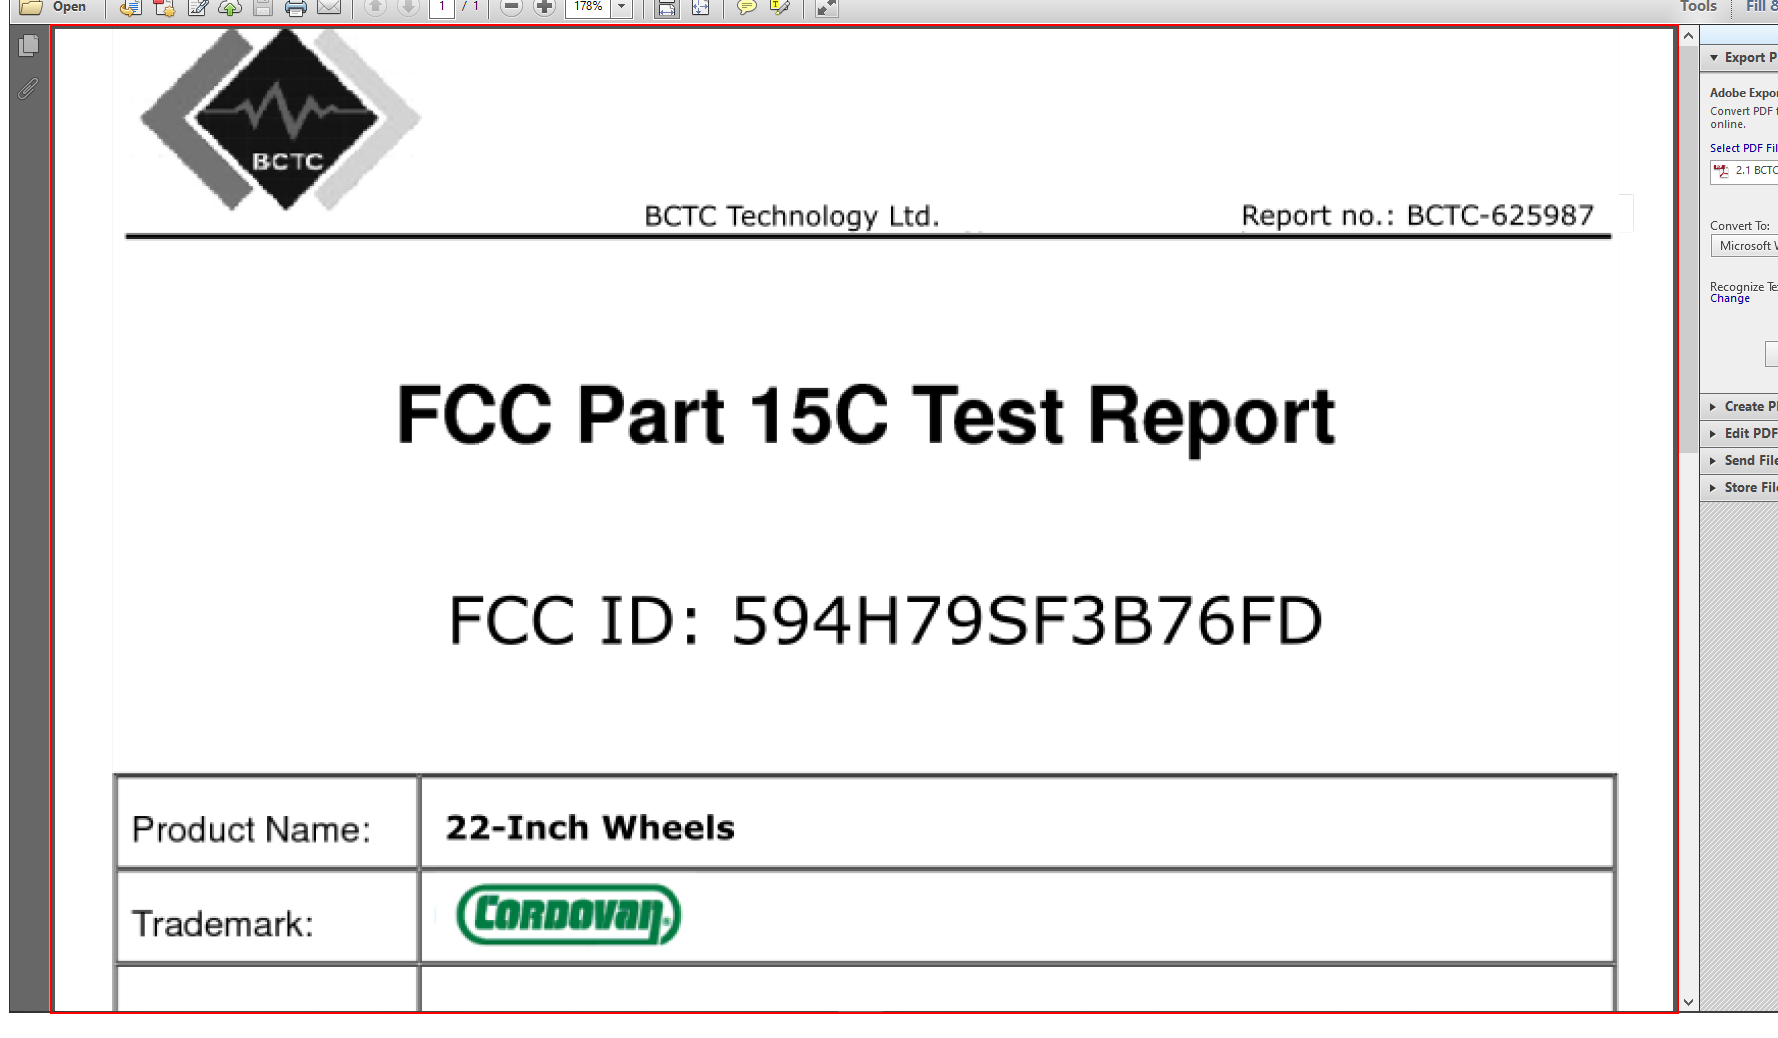 Open 1 / 1 178% Tools Fill &
Export P
Adobe Expor
Convert PDF f
online.
Select PDF Fil
2.1 BCTC
Convert To:
Microsoft W
Recognize Te
Change
Create P
Edit PDF
Send File
Store File
BCTC
BCTC Technology Ltd. Report no.: BCTC-625987
FCC Part 15C Test Report
FCC ID: 594H79SF3B76FD
Product Name: 22-Inch Wheels
Trademark: CORDOVAN